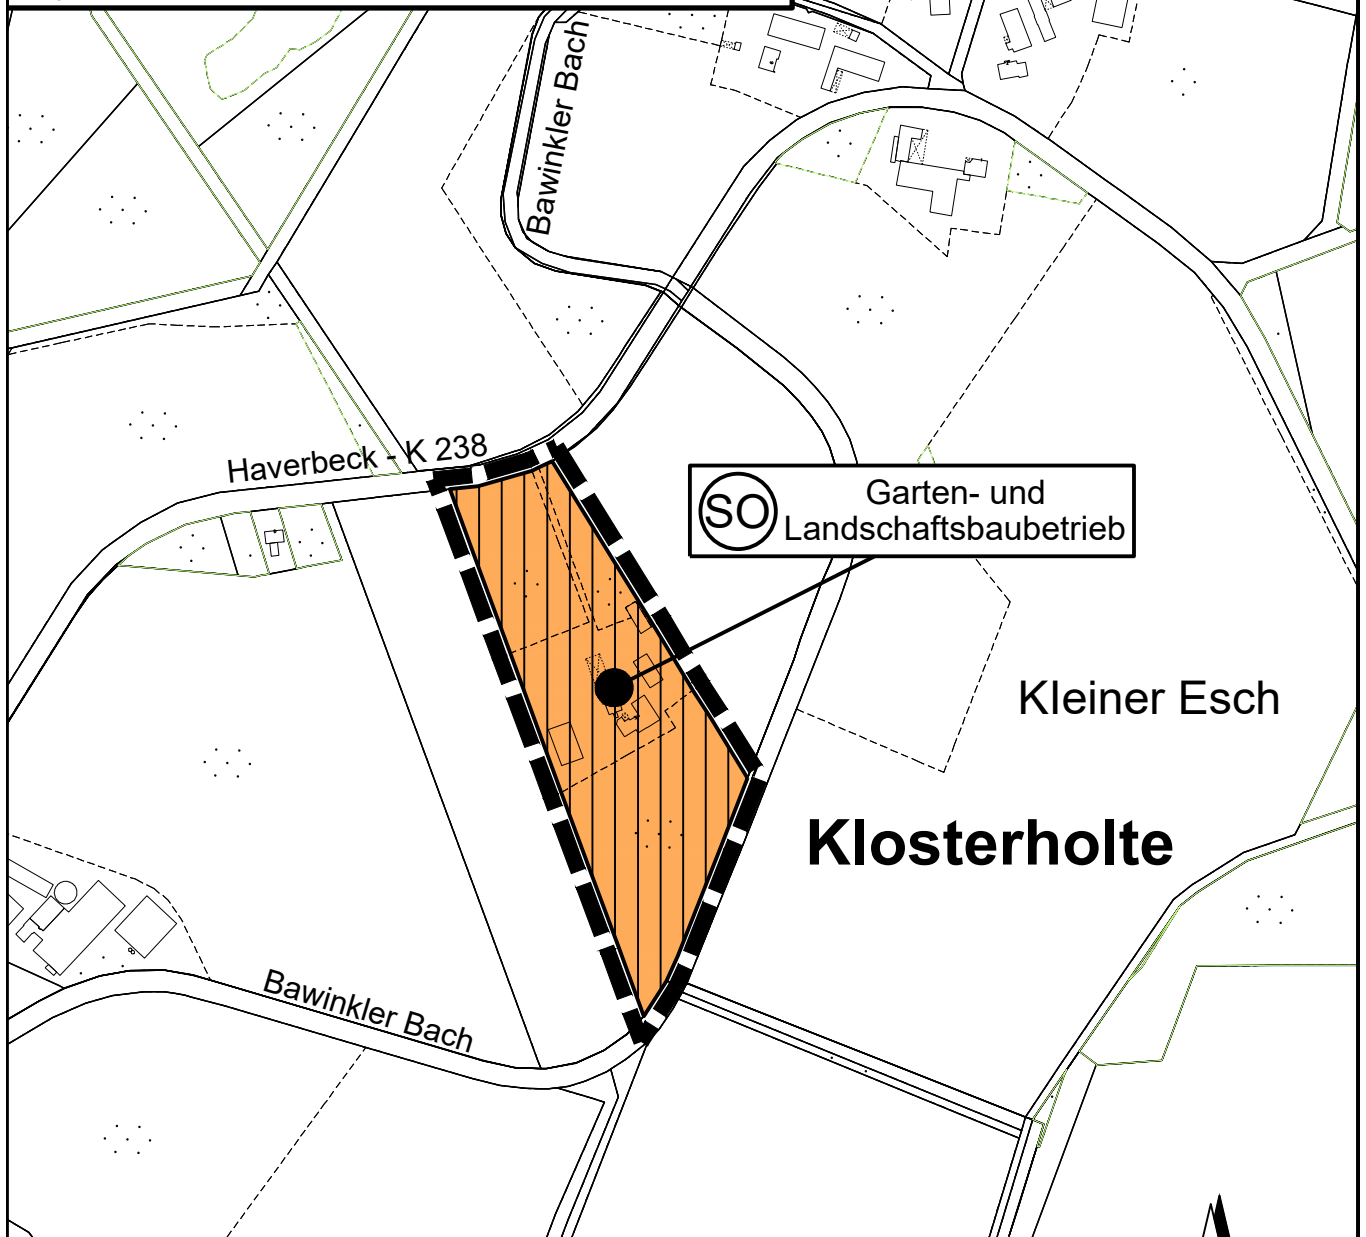 Bawinkler Bach
Haverbeck - K 238
SO
Garten- und
Landschaftsbaubetrieb
Kleiner Esch
Klosterholte
Bawinkler Bach